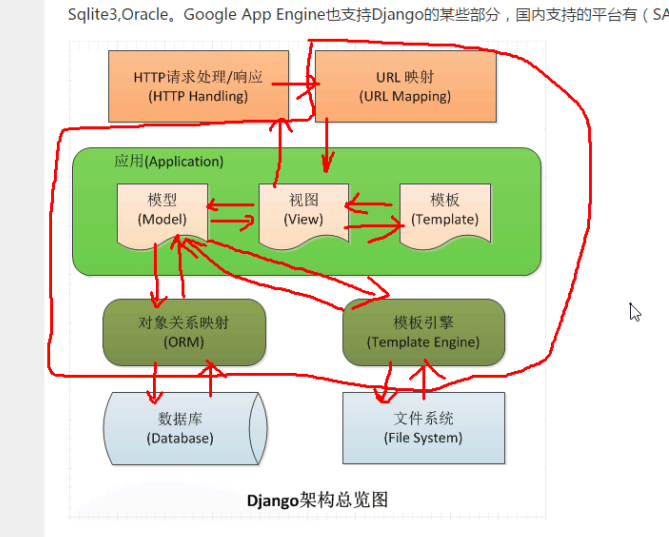 Sqlite3,Oracle。Google App Engine也支持Django的某些部分，国内支持的平台有（SA
HTTP请求处理/响应
(HTTP Handling)
URL 映射
(URL Mapping)
应用(Application)
模型
(Model)
视图
(View)
模板
(Template)
对象关系映射
(ORM)
模板引擎
(Template Engine)
数据库
(Database)
文件系统
(File System)
Django架构总览图